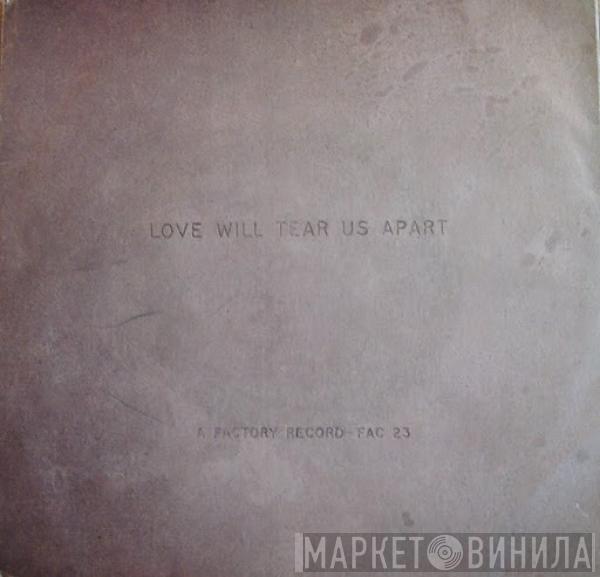 LOVE WILL TEAR US APART
A FACTORY RECORD FAC 23
МАРКЕТ ВИНИЛА